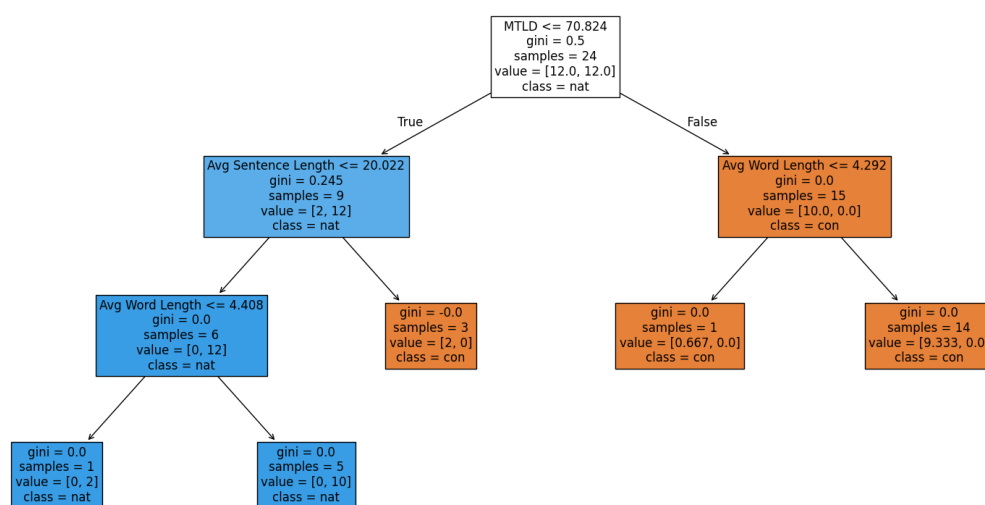 MTLD <= 70.824
gini = 0.5
samples = 24
value = [12.0, 12.0]
class = nat
True
False
Avg Sentence Length <= 20.022
gini = 0.245
samples = 9
value = [2, 12]
class = nat
Avg Word Length <= 4.292
gini = 0.0
samples = 15
value = [10.0, 0.0]
class = con
Avg Word Length <= 4.408
gini = 0.0
samples = 6
value = [0, 12]
class = nat
gini = -0.0
samples = 3
value = [2, 0]
class = con
gini = 0.0
samples = 1
value = [0.667, 0.0]
class = con
gini = 0.0
samples = 14
value = [9.333, 0.0
class = con
gini = 0.0
samples = 1
value = [0, 2]
class = nat
gini = 0.0
samples = 5
value = [0, 10]
class = nat